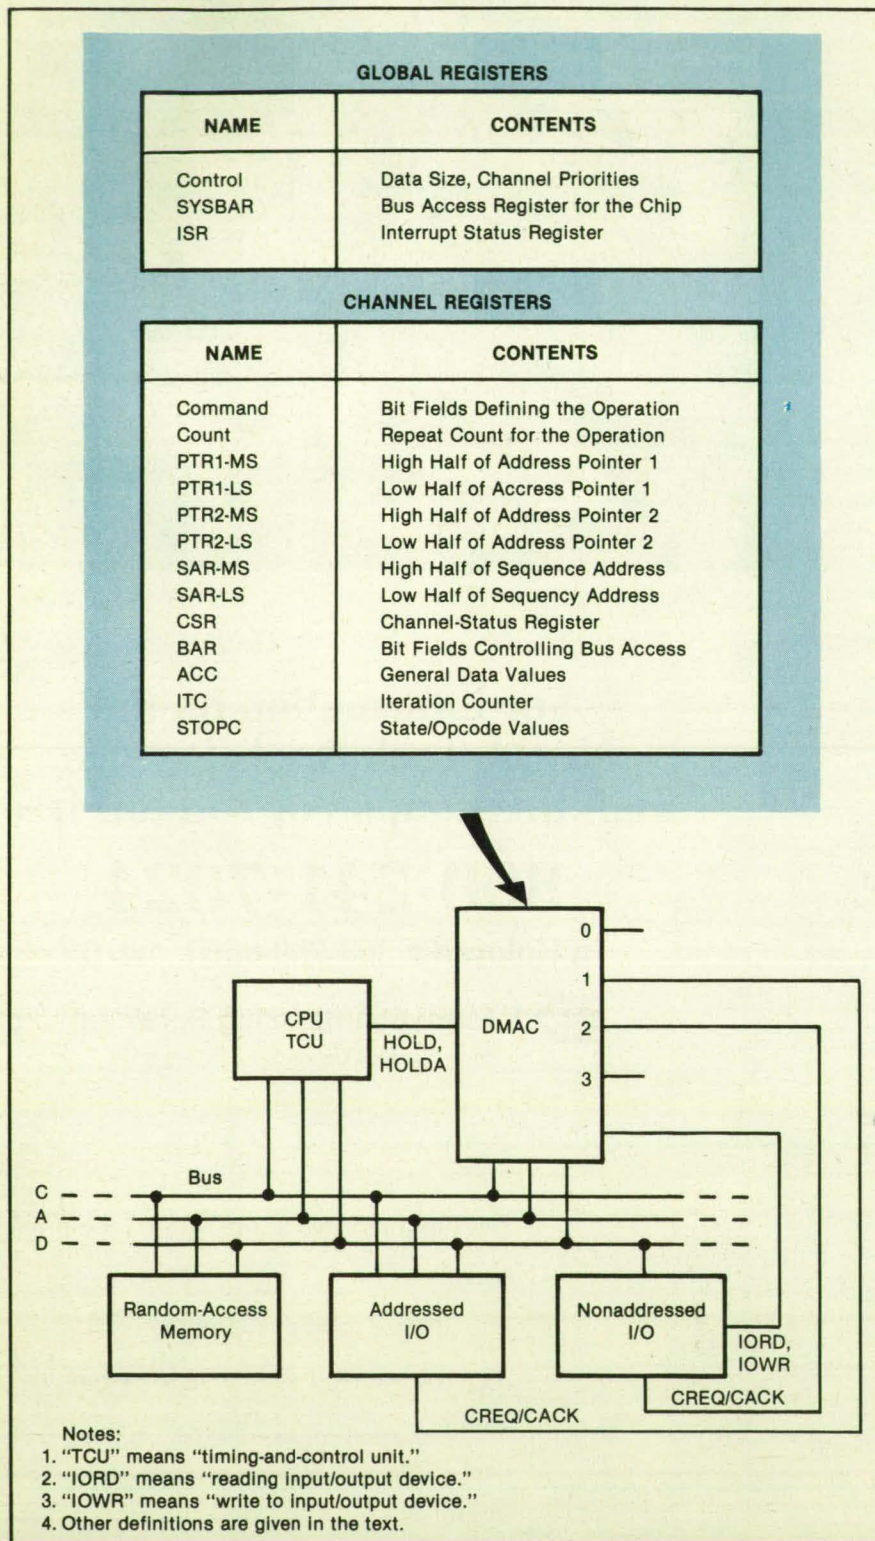 GLOBAL REGISTERS
NAME CONTENTS
Control Data Size, Channel Priorities
SYSBAR Bus Access Register for the Chip
ISR Interrupt Status Register
CHANNEL REGISTERS
NAME CONTENTS
Command Bit Fields Defining the Operation
Count Repeat Count for the Operation
PTR1-MS High Half of Address Pointer 1
PTR1-LS Low Half of Accress Pointer 1
PTR2-MS High Half of Address Pointer 2
PTR2-LS Low Half of Address Pointer 2
SAR-MS High Half of Sequence Address
SAR-LS Low Half of Sequency Address
CSR Channel-Status Register
BAR Bit Fields Controlling Bus Access
ACC General Data Values
ITC Iteration Counter
STOPC State/Opcode Values
0
1
CPU
TCU
HOLD,
HOLDA
DMAC
2
3
Bus
C
A
D
Random-Access
Memory
Addressed
I/O
Nonaddressed
I/O
IORD,
IOWR
CREQ/CACK
CREQ/CACK
Notes:
1. "TCU" means "timing-and-control unit."
2. "IORD" means "reading input/output device."
3. "IOWR" means "write to input/output device."
4. Other definitions are given in the text.